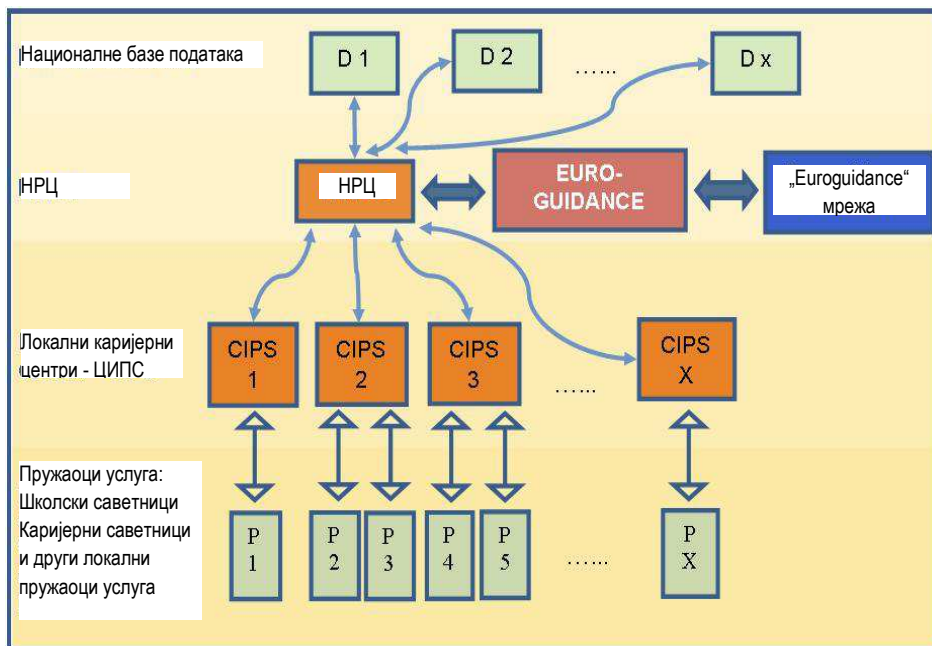 Националне базе података
D 1
D 2
......
D x
НРЦ
НРЦ
EURO-
GUIDANCE
„Euroguidance“
мрежа
Локални каријерни
центри - ЦИПС
CIPS
1
CIPS
2
CIPS
3
......
CIPS
X
Пружаоци услуга:
Школски саветници
Каријерни саветници
и други локални
пружаоци услуга
P
1
P
2
P
3
P
4
P
5
......
P
X